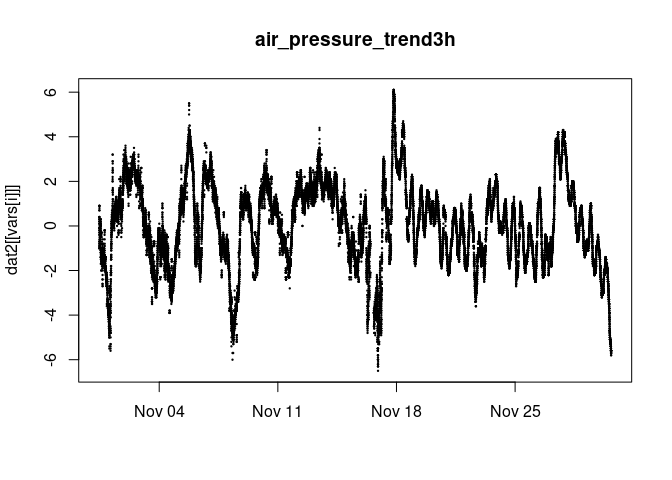 air_pressure_trend3h
dat2[[vars[i]]]
6
4
2
0
-2
-4
-6
Nov 04
Nov 11
Nov 18
Nov 25